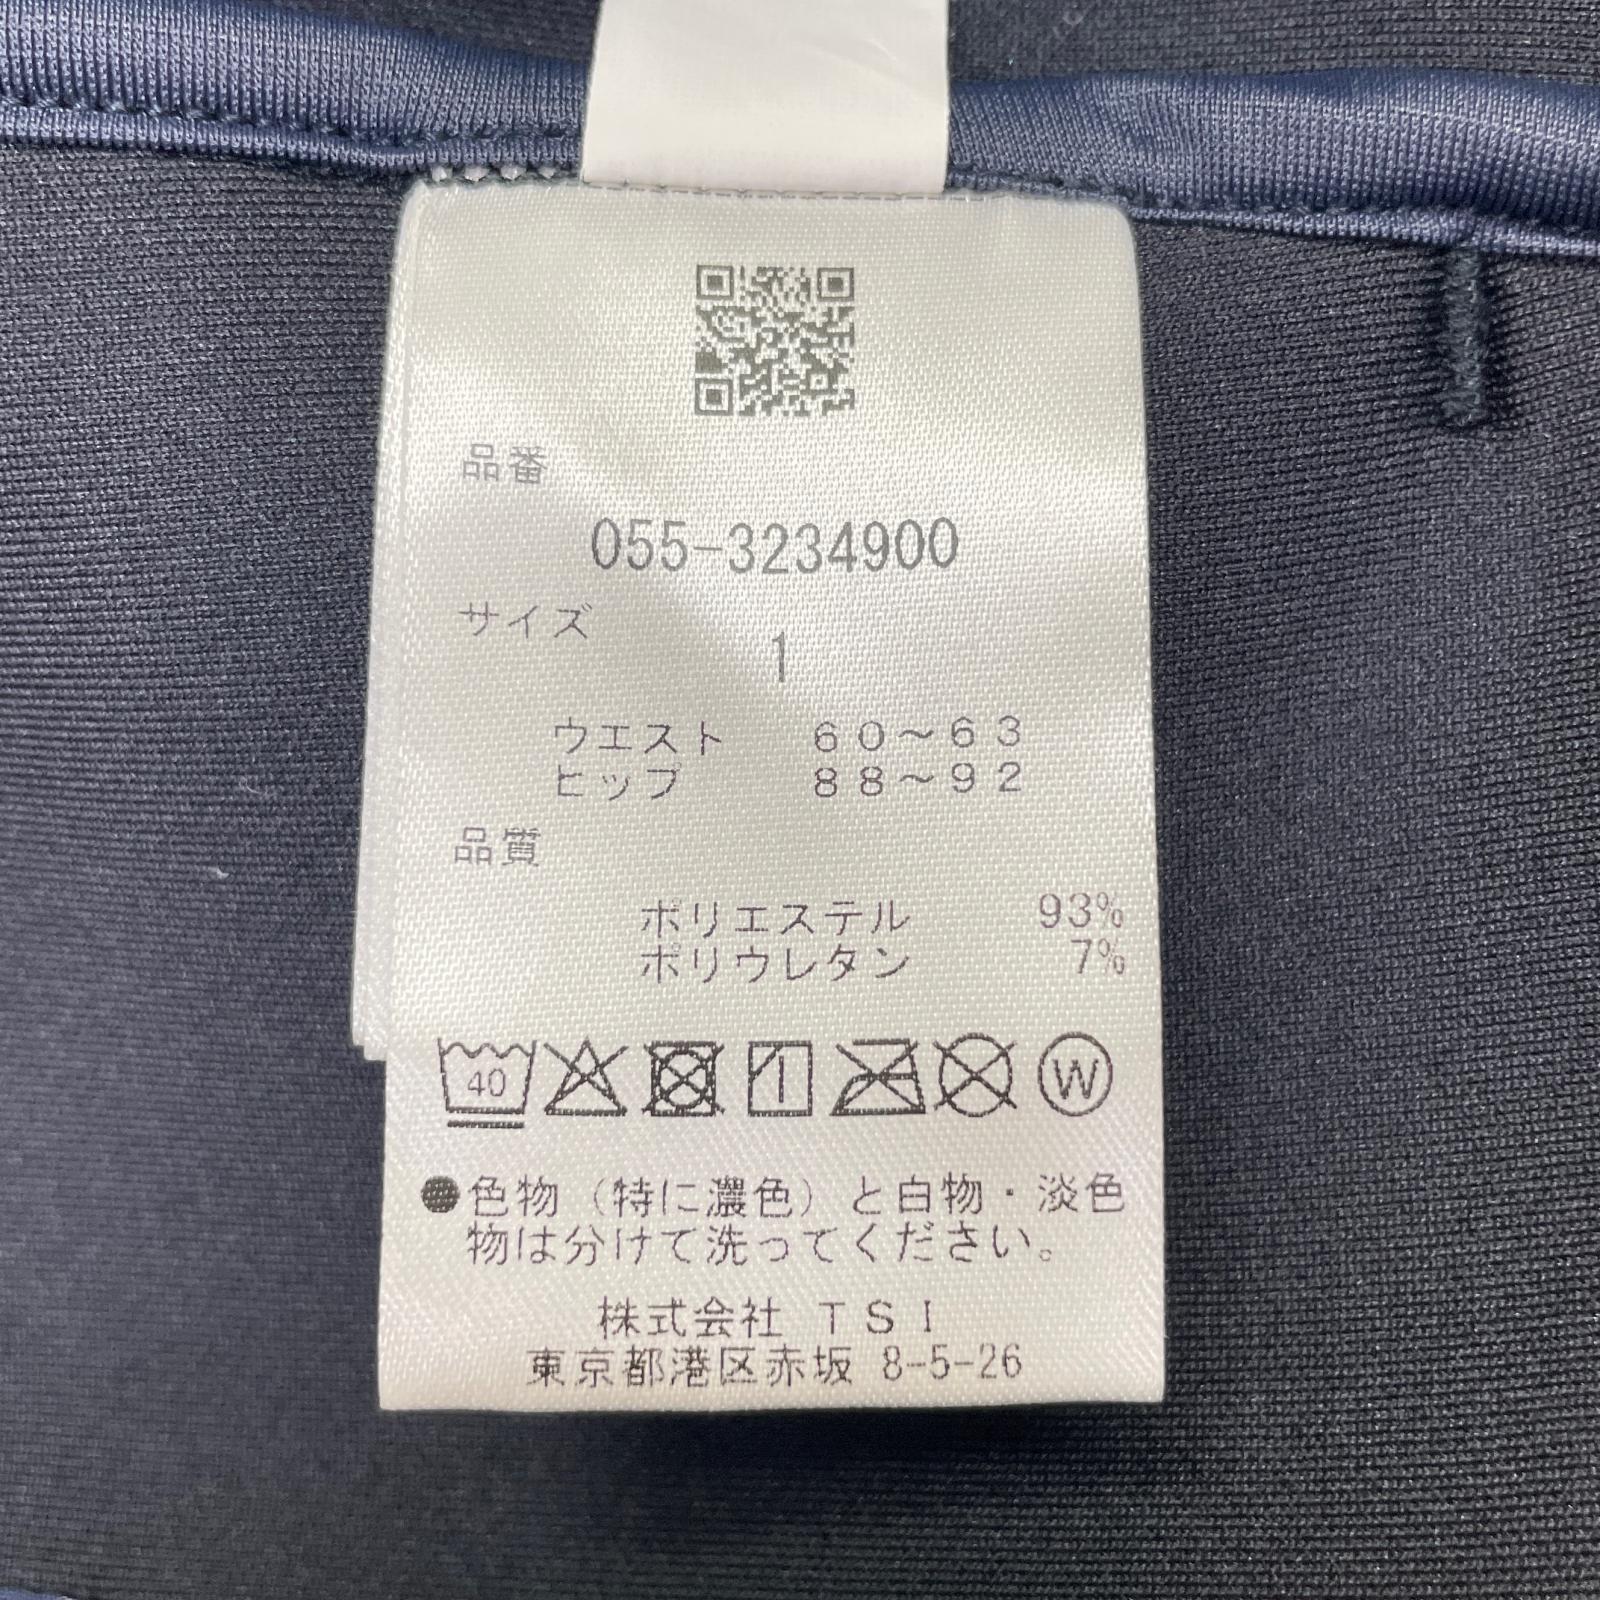 品番
055-3234900
サイズ
1
ウエスト 60～63
ヒップ 88～92
品質
ポリエステル 93%
ポリウレタン 7%
40 W
●色物（特に濃色）と白物・淡色
物は分けて洗ってください。
株式会社 TSI
東京都港区赤坂 8-5-26